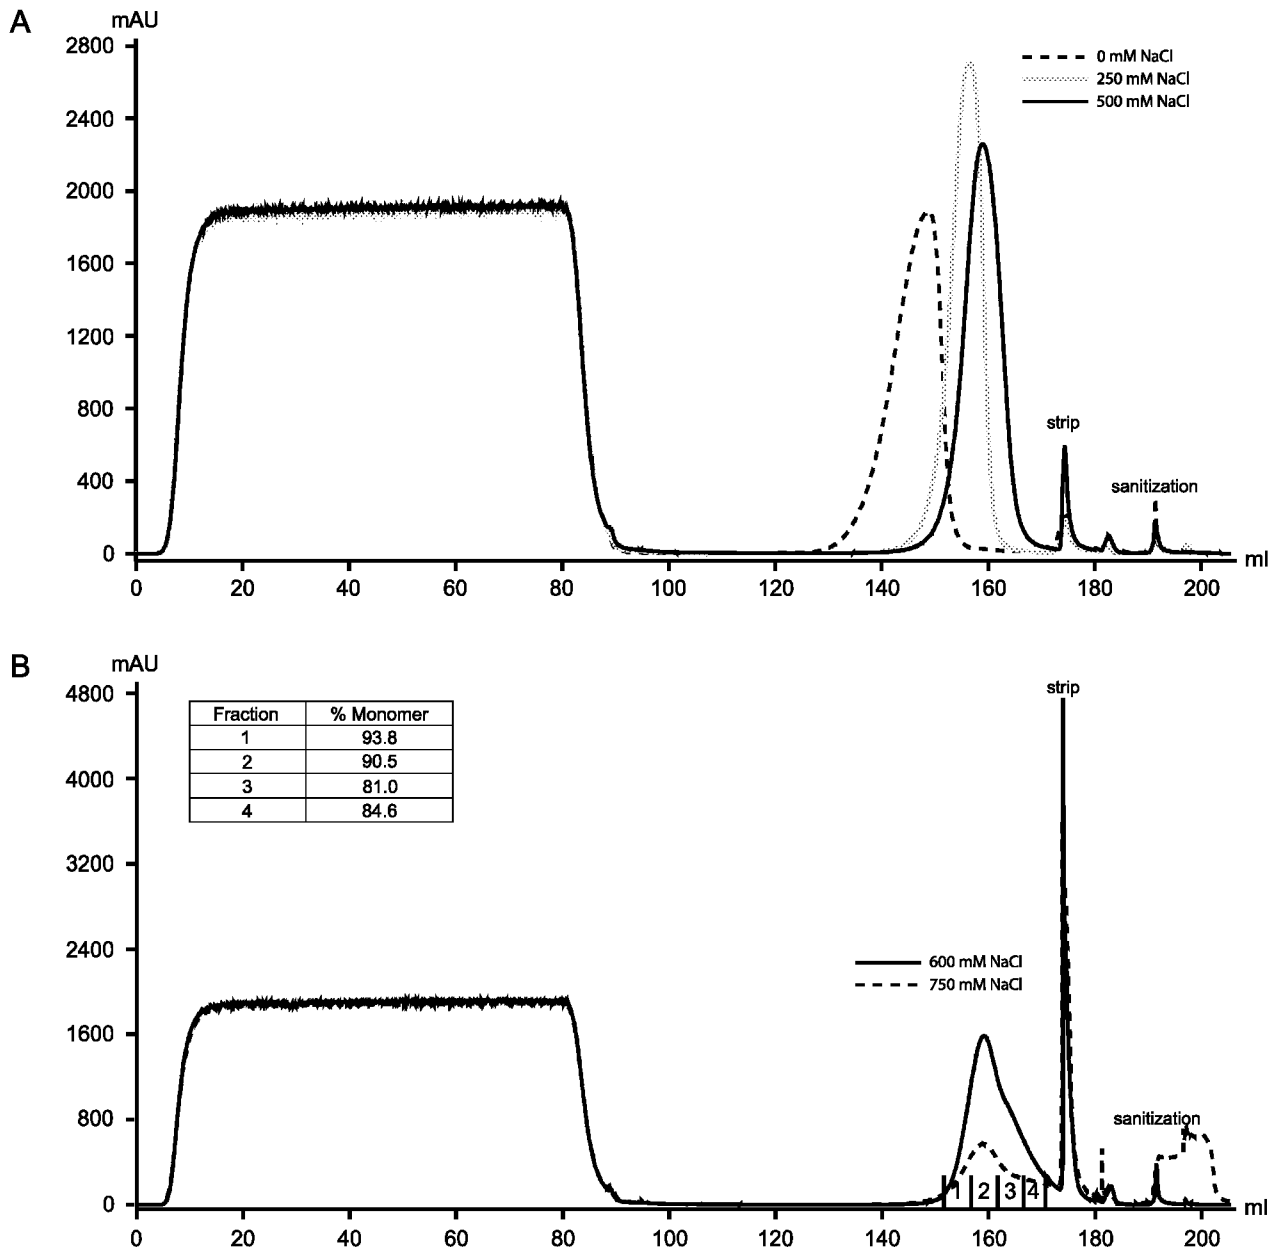 A
mAU
2800
2400
2000
1600
1200
800
400
0
0 mM NaCl
250 mM NaCl
500 mM NaCl
strip
sanitization
0 20 40 60 80 100 120 140 160 180 200 ml
B
mAU
4800
4000
3200
2400
1600
800
0
Fraction % Monomer
1 93.8
2 90.5
3 81.0
4 84.6
strip
600 mM NaCl
750 mM NaCl
sanitization
1 2 3 4
0 20 40 60 80 100 120 140 160 180 200 ml